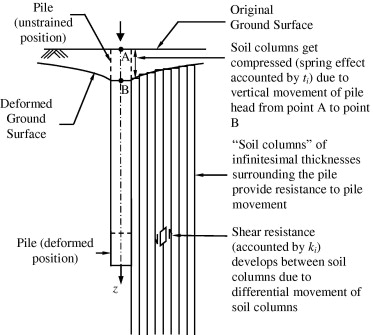 Pile
(unstrained
position)
Original
Ground Surface
A
Soil columns get
compressed (spring effect
accounted by ti) due to
vertical movement of pile
head from point A to point
B
B
Deformed
Ground
Surface
“Soil columns” of
infinitesimal thicknesses
surrounding the pile
provide resistance to pile
movement
Pile (deformed
position)
Shear resistance
(accounted by ki)
develops between soil
columns due to
differential movement of
soil columns
z